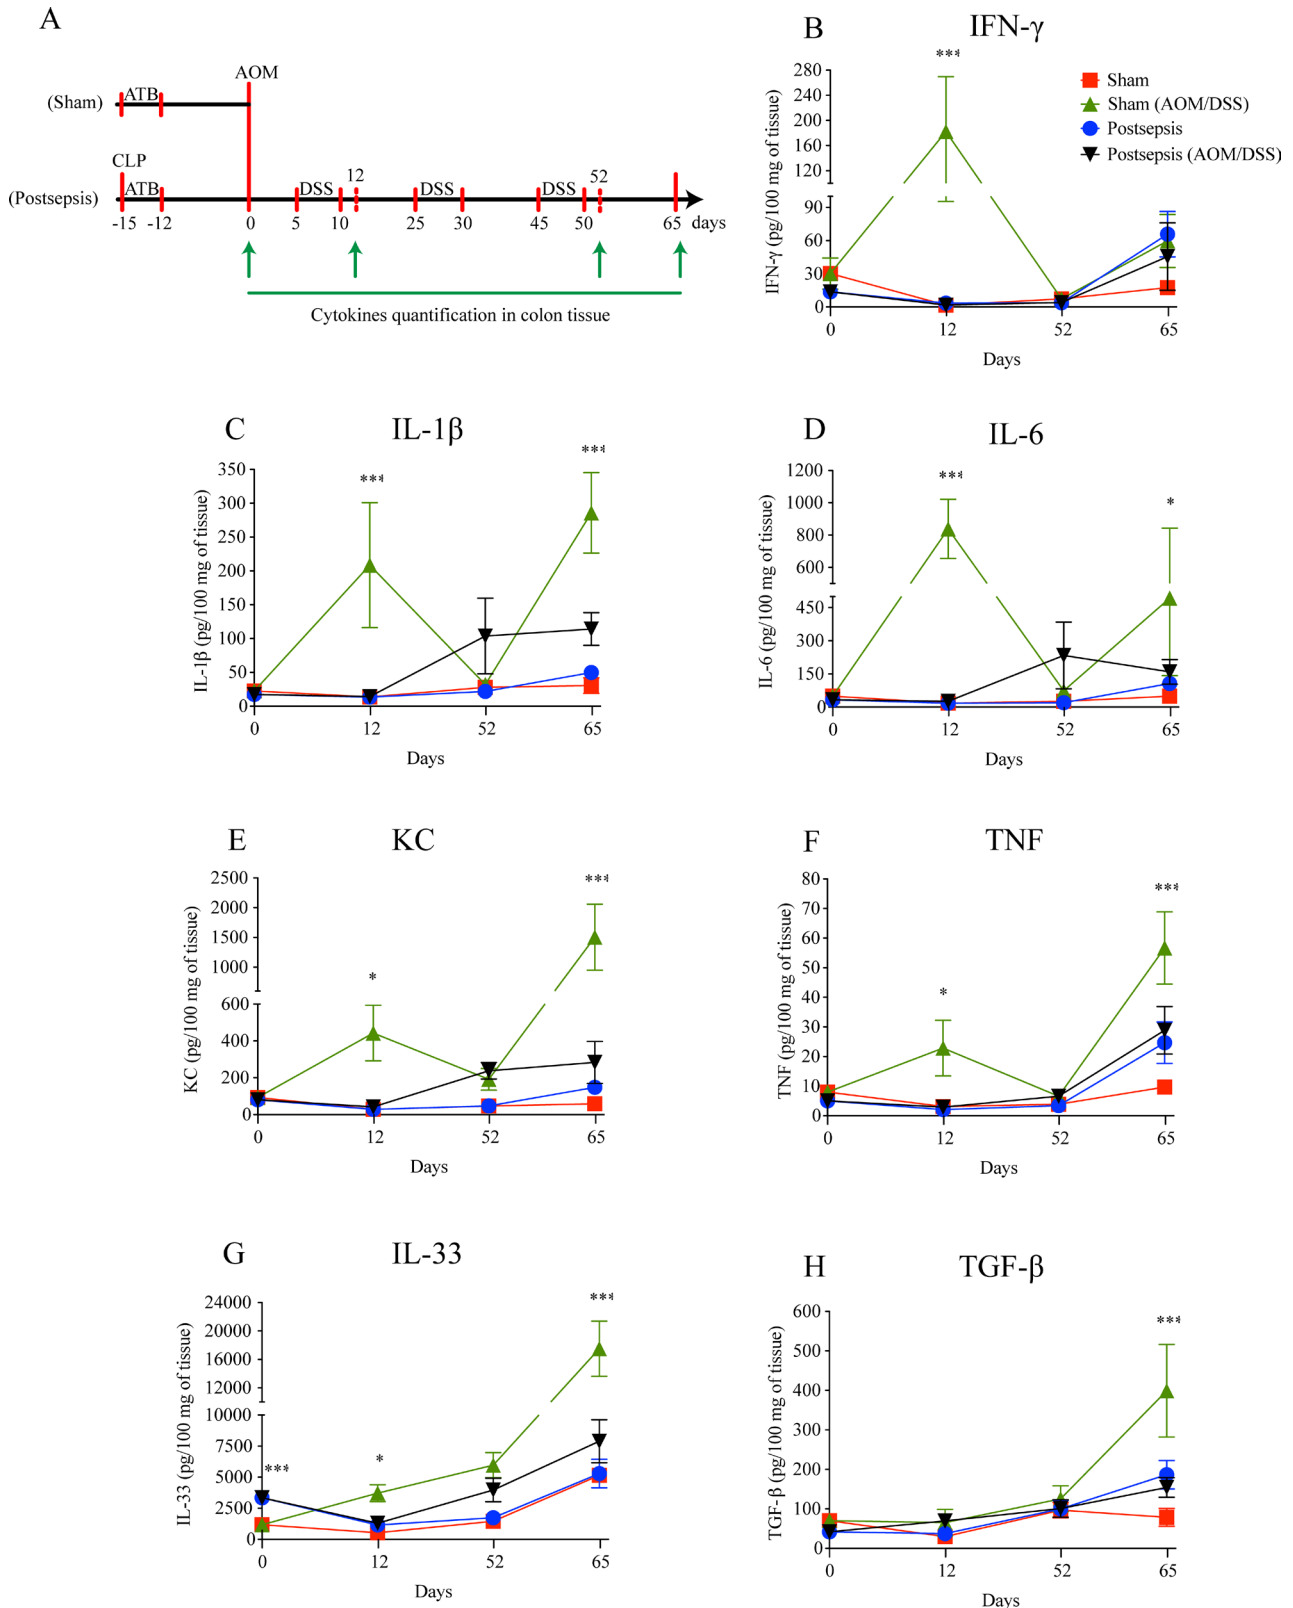 A
AOM
(Sham) ATB
CLP
(Postsepsis) ATB DSS 12 DSS DSS 52
-15 -12 0 5 10 25 30 45 50 65 days
Cytokines quantification in colon tissue
B IFN-γ
***
Sham
Sham (AOM/DSS)
Postsepsis
Postsepsis (AOM/DSS)
IFN-γ (pg/100 mg of tissue)
280
240
200
160
120
90
60
30
0
0 12 52 65
Days
C IL-1β
*** ***
IL-1β (pg/100 mg of tissue)
350
300
250
200
150
100
50
0
0 12 52 65
Days
D IL-6
*** *
IL-6 (pg/100 mg of tissue)
1200
1000
800
600
450
300
150
0
0 12 52 65
Days
E KC
* ***
KC (pg/100 mg of tissue)
2500
2000
1500
1000
600
400
200
0
0 12 52 65
Days
F TNF
* ***
TNF (pg/100 mg of tissue)
80
70
60
50
40
30
20
10
0
0 12 52 65
Days
G IL-33
*** * ***
IL-33 (pg/100 mg of tissue)
24000
20000
16000
12000
10000
7500
5000
2500
0
0 12 52 65
Days
H TGF-β
***
TGF-β (pg/100 mg of tissue)
600
500
400
300
200
100
0
0 12 52 65
Days